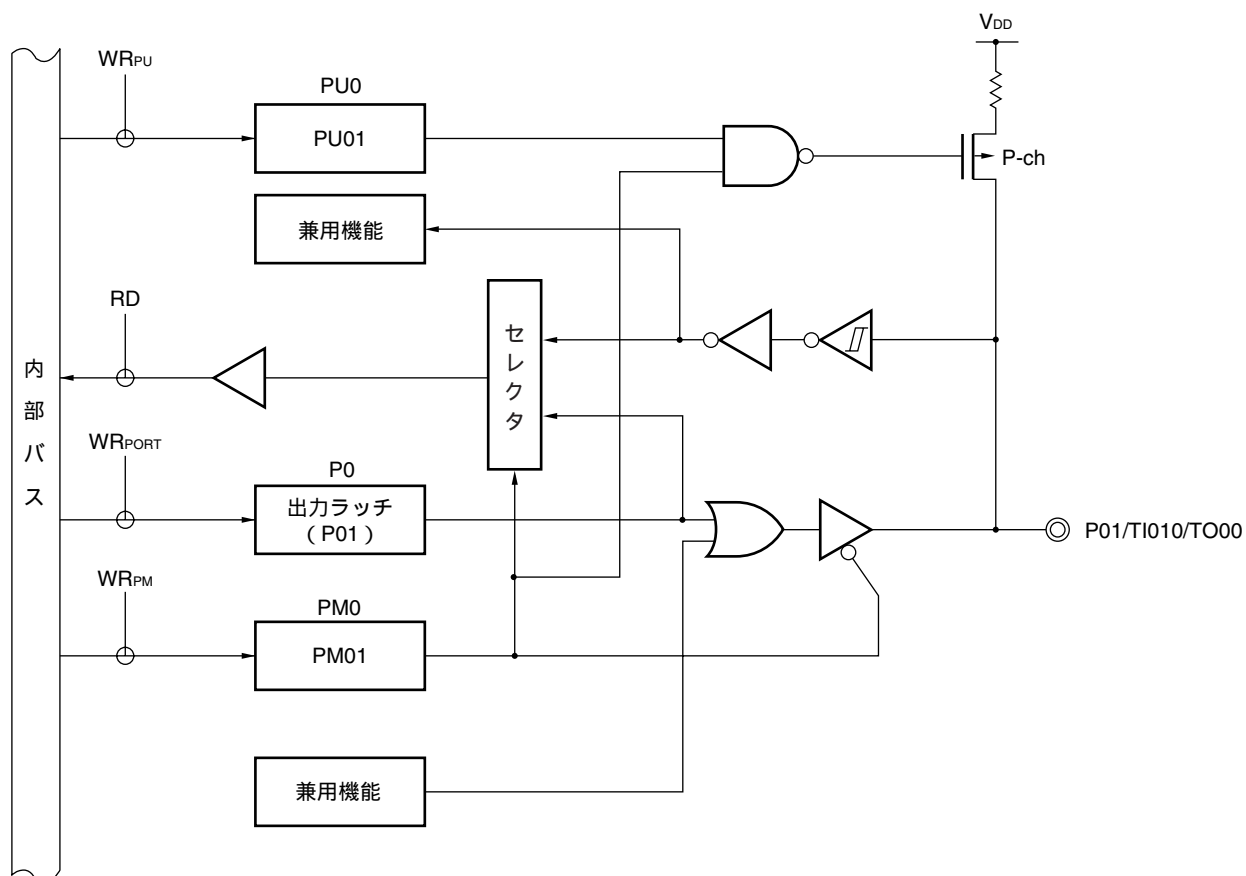 VDD
WRPU
PU0
PU01
P-ch
兼用機能
RD
セレクタ
内部バス
WRPORT
P0
出力ラッチ
（P01）
P01/TI010/TO00
WRPM
PM0
PM01
兼用機能